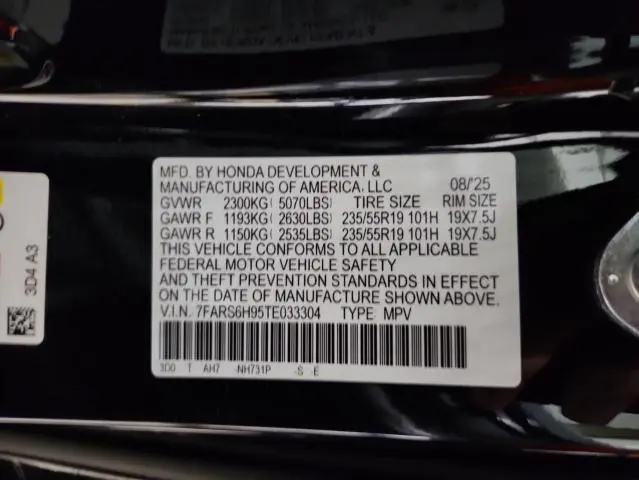 MFD. BY HONDA DEVELOPMENT &
MANUFACTURING OF AMERICA, LLC 08/'25
GVWR 2300KG( 5070LBS) TIRE SIZE RIM SIZE
GAWR F 1193KG( 2630LBS) 235/55R19 101H 19X7.5J
GAWR R 1150KG( 2535LBS) 235/55R19 101H 19X7.5J
THIS VEHICLE CONFORMS TO ALL APPLICABLE
FEDERAL MOTOR VEHICLE SAFETY
AND THEFT PREVENTION STANDARDS IN EFFECT
ON THE DATE OF MANUFACTURE SHOWN ABOVE.
V.I.N. 7FARS6H95TE033304 TYPE MPV
3D0 T AH7 -NH731P -S -E
3D4 A3